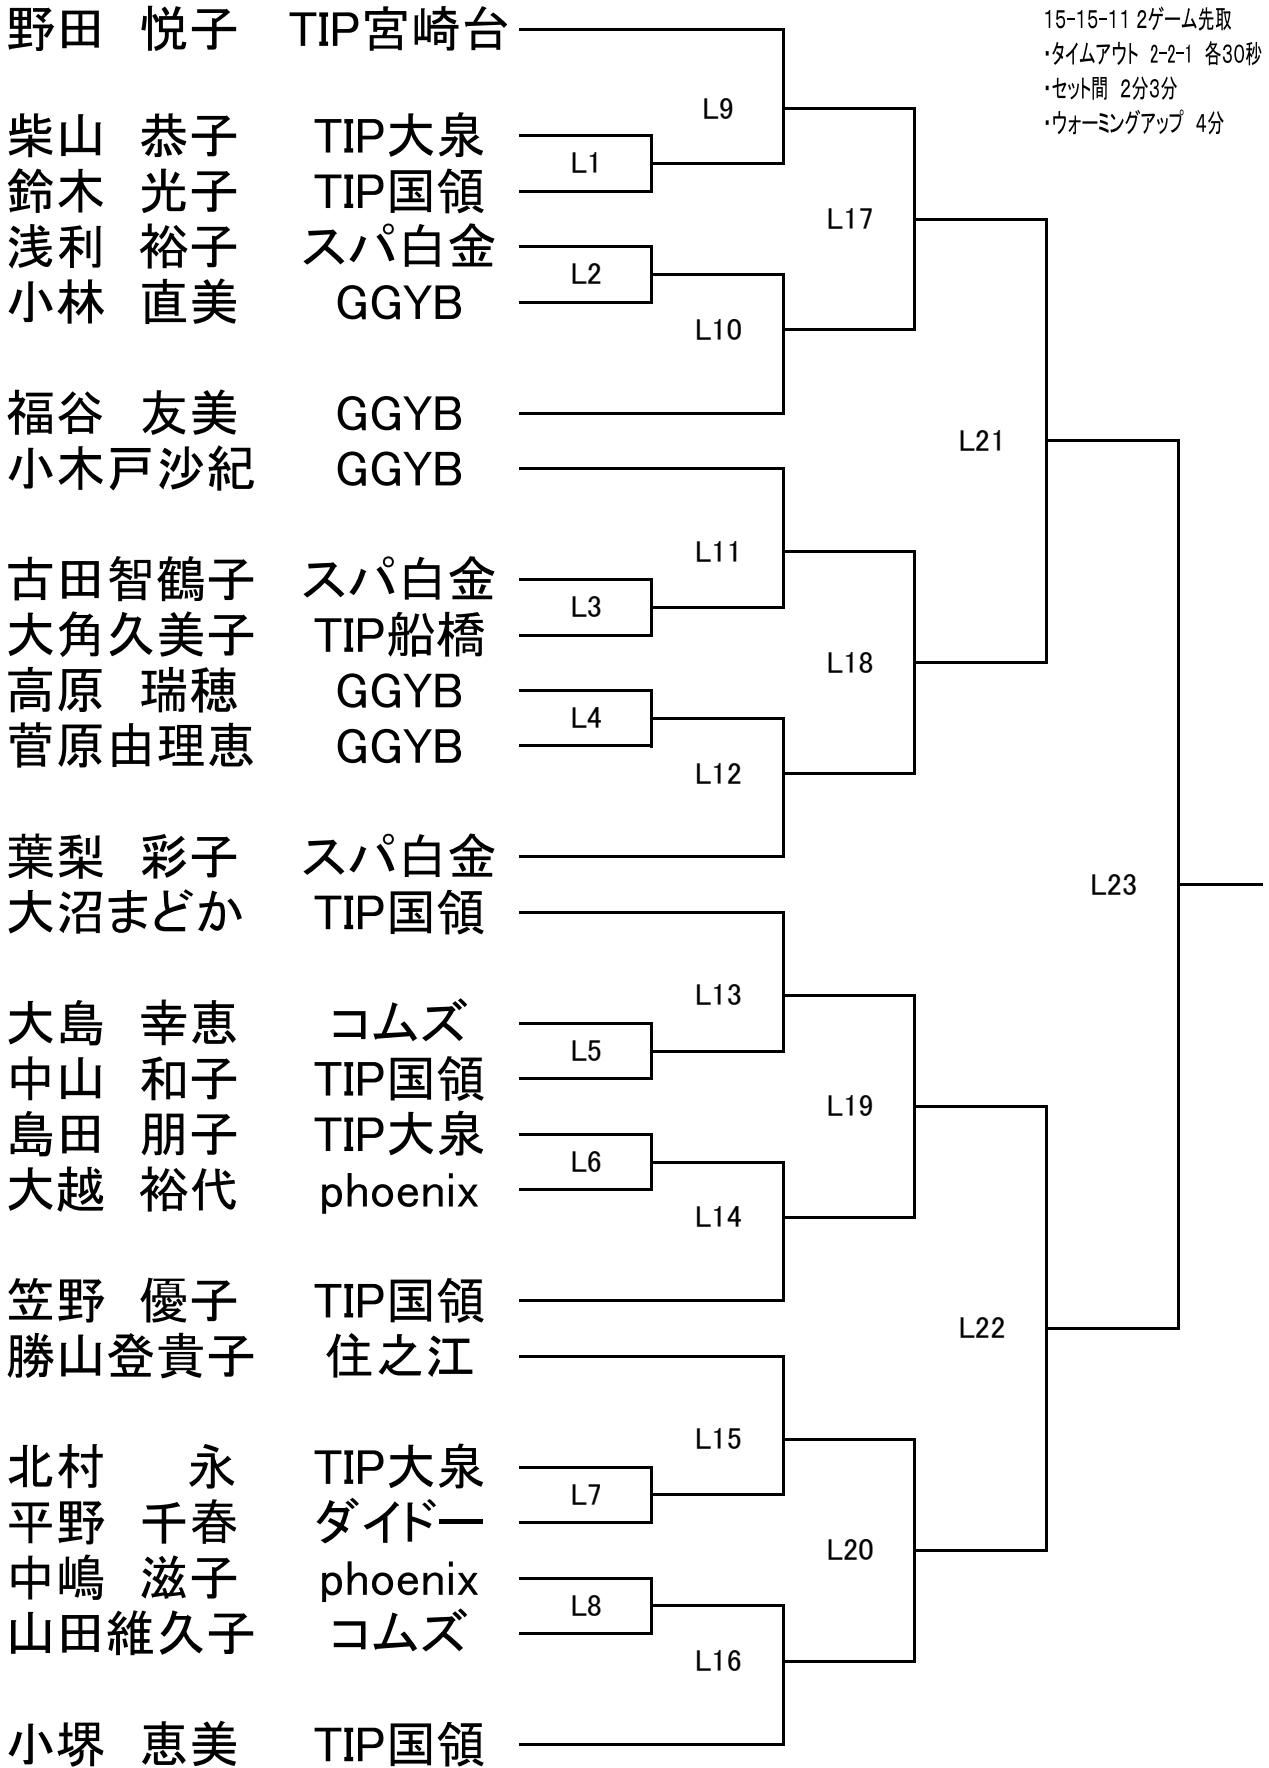 野田 悦子 TIP宮崎台
15-15-11 2ゲーム先取
・タイムアウト 2-2-1 各30秒
・セット間 2分3分
・ウォーミングアップ 4分
L9
柴山 恭子 TIP大泉
L1
鈴木 光子 TIP国領
L17
浅利 裕子 スパ白金
L2
小林 直美 GGYB
L10
福谷 友美 GGYB
L21
小木戸沙紀 GGYB
L11
古田智鶴子 スパ白金
L3
大角久美子 TIP船橋
L18
高原 瑞穂 GGYB
L4
菅原由理恵 GGYB
L12
葉梨 彩子 スパ白金
L23
大沼まどか TIP国領
L13
大島 幸恵 コムズ
L5
中山 和子 TIP国領
L19
島田 朋子 TIP大泉
L6
大越 裕代 phoenix
L14
笠野 優子 TIP国領
L22
勝山登貴子 住之江
L15
北村 永 TIP大泉
L7
平野 千春 ダイドー
L20
中嶋 滋子 phoenix
L8
山田維久子 コムズ
L16
小堺 恵美 TIP国領